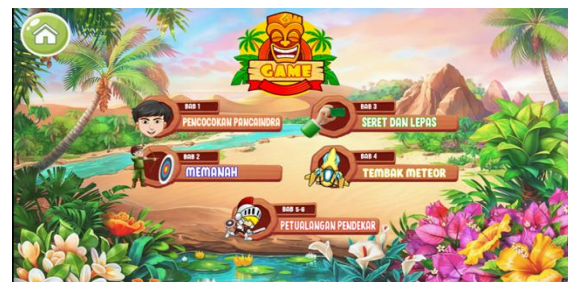 GAME
BAB 1
PENCOCOKAN PANCAINDRA
BAB 3
SERET DAN LEPAS
BAB 2
MEMANAH
BAB 4
TEMBAK METEOR
BAB 5-6
PETUALANGAN PENDEKAR